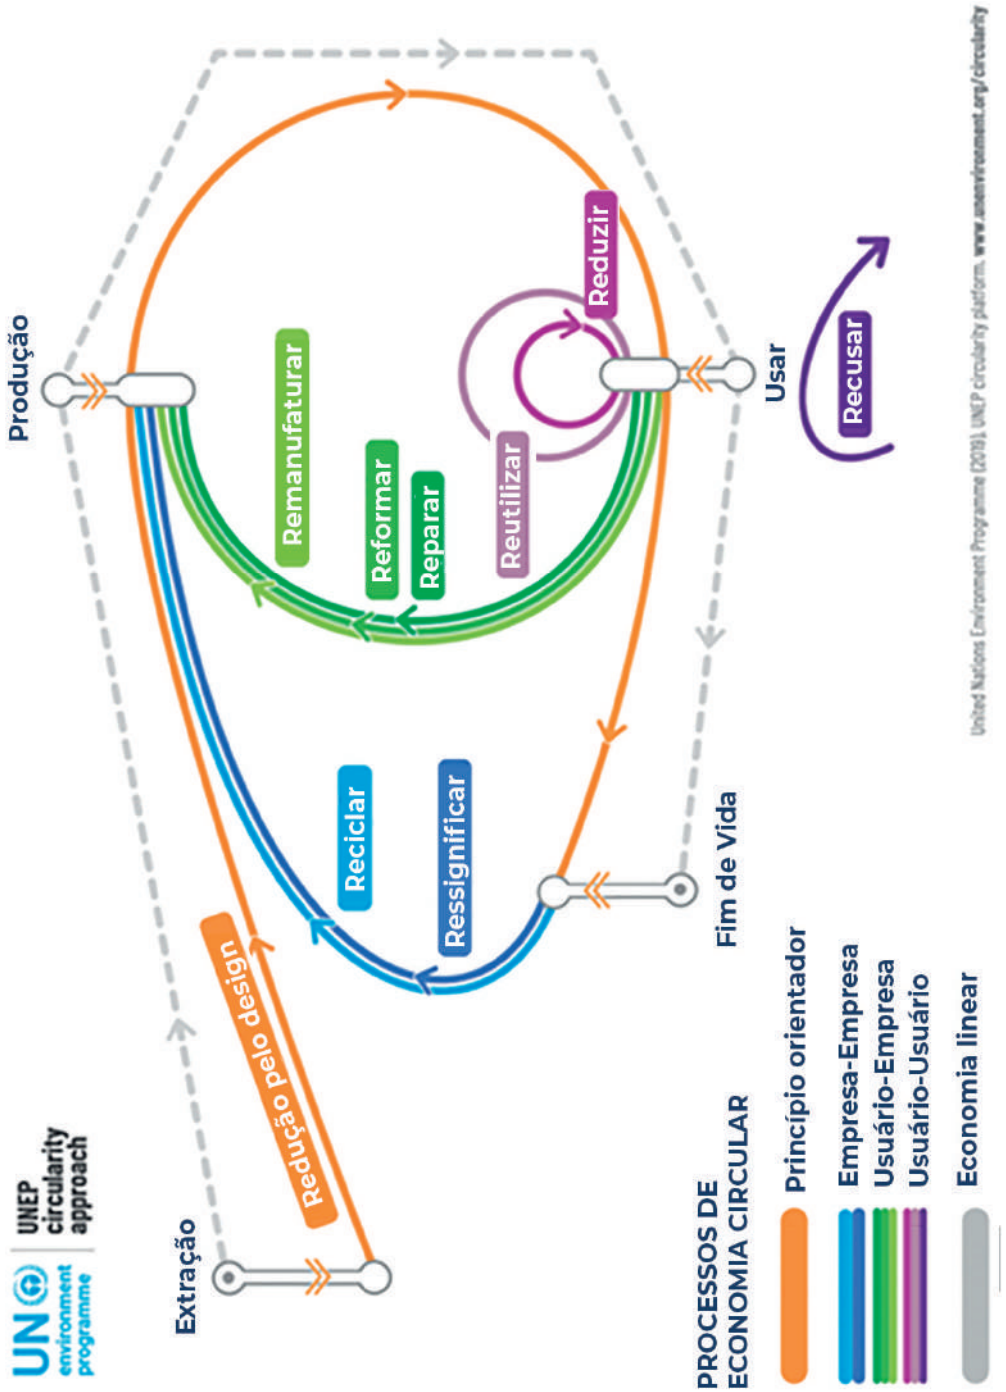 UN
environment
programme
UNEP
circularity
approach
Extração
Produção
Usar
Fim de Vida
Redução pelo design
Reciclar
Ressignificar
Remanufaturar
Reformar
Reparar
Reutilizar
Reduzir
Recusar
PROCESSOS DE
ECONOMIA CIRCULAR
Princípio orientador
Empresa-Empresa
Usuário-Empresa
Usuário-Usuário
Economia linear
United Nations Environment Programme (2019), UNEP circularity platform, www.unenvironment.org/circularity